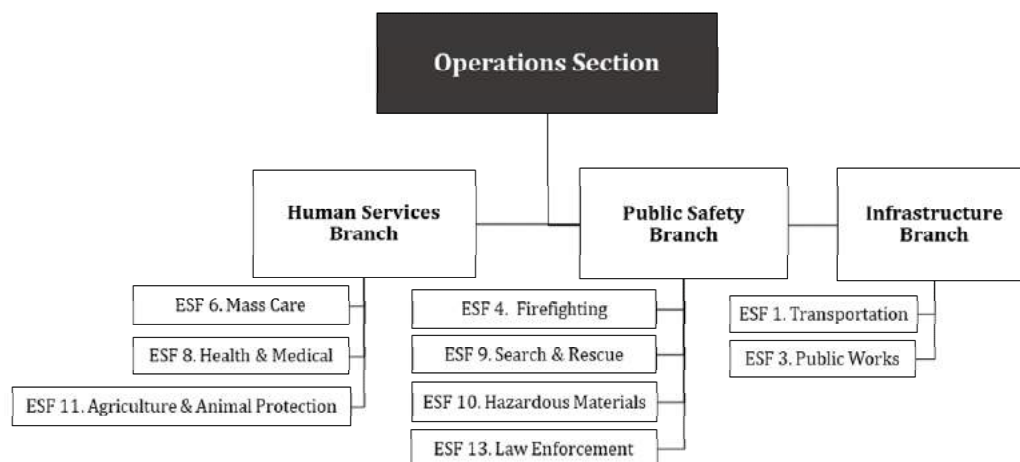 Operations Section
Human Services
Branch
Public Safety
Branch
Infrastructure
Branch
ESF 6. Mass Care
ESF 8. Health & Medical
ESF 11. Agriculture & Animal Protection
ESF 4. Firefighting
ESF 9. Search & Rescue
ESF 10. Hazardous Materials
ESF 13. Law Enforcement
ESF 1. Transportation
ESF 3. Public Works